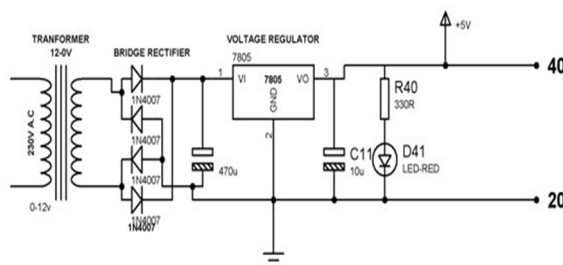 TRANFORMER
12-0V
BRIDGE RECTIFIER
VOLTAGE REGULATOR
7805
+5V
1N4007
1
VI
7805
VO
3
GND
2
40
R40
330R
230V A.C
1N4007
1N4007
470u
C11
10u
D41
LED-RED
20
0-12v
1N4007
1N4007